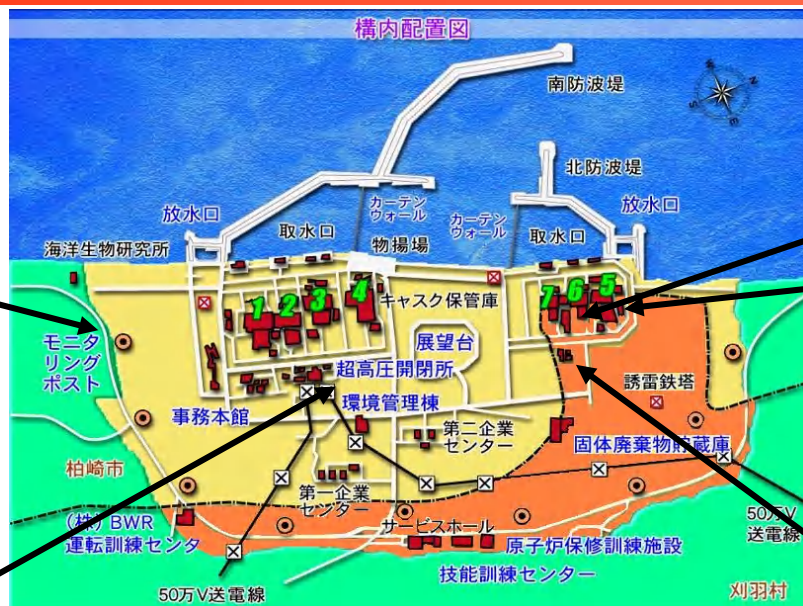 構内配置図
南防波堤
N
E
S
北防波堤
放水口
カーテン
ウォール
カーテン
ウォール
放水口
取水口
取水口
海洋生物研究所
物揚場
1
2
3
4
7
6
5
キャスク保管庫
モニタ
リング
ポスト
展望台
超高圧開閉所
誘雷鉄塔
環境管理棟
事務本館
第二企業
センター
固体廃棄物貯蔵庫
柏崎市
第一企業
センター
(株)BWR
運転訓練センタ
サービスホール
50万V
送電線
原子炉保修訓練施設
技能訓練センター
50万V送電線
刈羽村